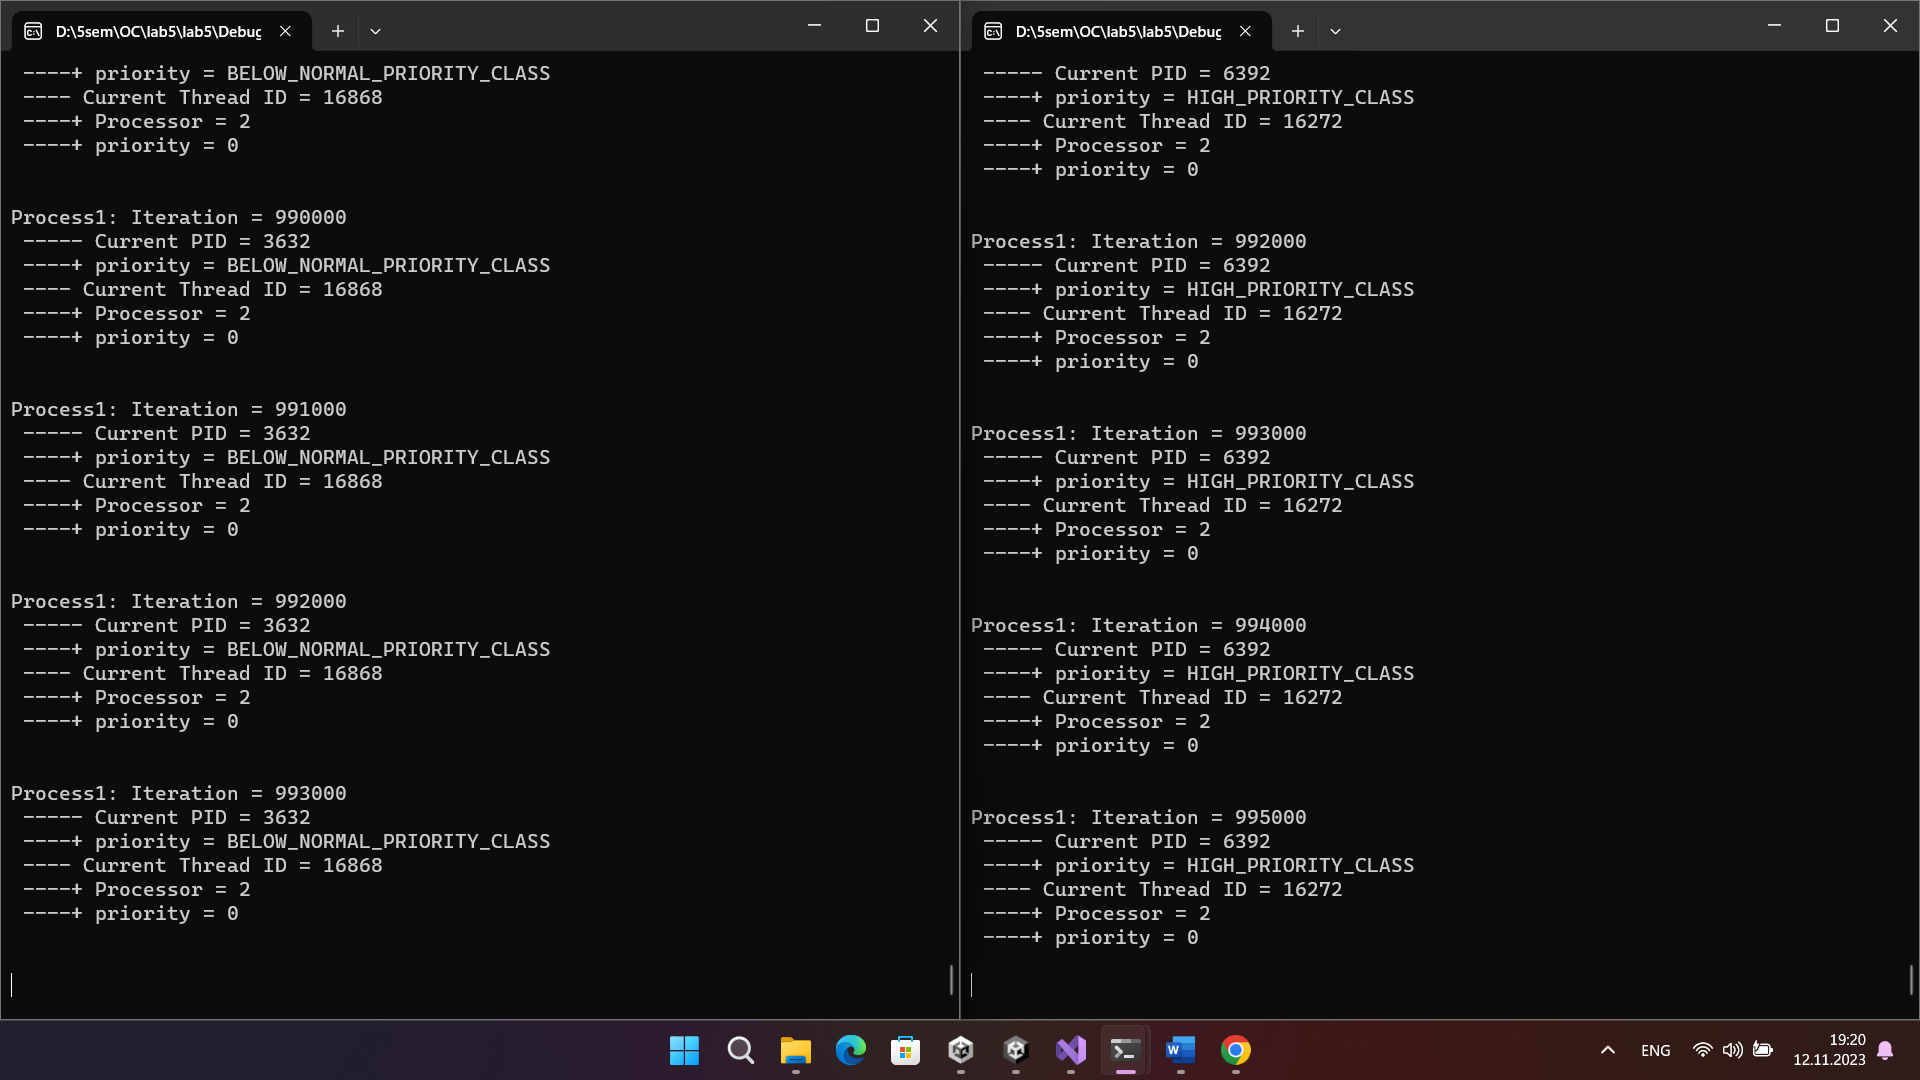 D:\5sem\OC\lab5\lab5\Debug
----+ priority = BELOW_NORMAL_PRIORITY_CLASS
---- Current Thread ID = 16868
----+ Processor = 2
----+ priority = 0
Process1: Iteration = 990000
----- Current PID = 3632
----+ priority = BELOW_NORMAL_PRIORITY_CLASS
---- Current Thread ID = 16868
----+ Processor = 2
----+ priority = 0
Process1: Iteration = 991000
----- Current PID = 3632
----+ priority = BELOW_NORMAL_PRIORITY_CLASS
---- Current Thread ID = 16868
----+ Processor = 2
----+ priority = 0
Process1: Iteration = 992000
----- Current PID = 3632
----+ priority = BELOW_NORMAL_PRIORITY_CLASS
---- Current Thread ID = 16868
----+ Processor = 2
----+ priority = 0
Process1: Iteration = 993000
----- Current PID = 3632
----+ priority = BELOW_NORMAL_PRIORITY_CLASS
---- Current Thread ID = 16868
----+ Processor = 2
----+ priority = 0
D:\5sem\OC\lab5\lab5\Debug
----- Current PID = 6392
----+ priority = HIGH_PRIORITY_CLASS
---- Current Thread ID = 16272
----+ Processor = 2
----+ priority = 0
Process1: Iteration = 992000
----- Current PID = 6392
----+ priority = HIGH_PRIORITY_CLASS
---- Current Thread ID = 16272
----+ Processor = 2
----+ priority = 0
Process1: Iteration = 993000
----- Current PID = 6392
----+ priority = HIGH_PRIORITY_CLASS
---- Current Thread ID = 16272
----+ Processor = 2
----+ priority = 0
Process1: Iteration = 994000
----- Current PID = 6392
----+ priority = HIGH_PRIORITY_CLASS
---- Current Thread ID = 16272
----+ Processor = 2
----+ priority = 0
Process1: Iteration = 995000
----- Current PID = 6392
----+ priority = HIGH_PRIORITY_CLASS
---- Current Thread ID = 16272
----+ Processor = 2
----+ priority = 0
ENG
19:20
12.11.2023